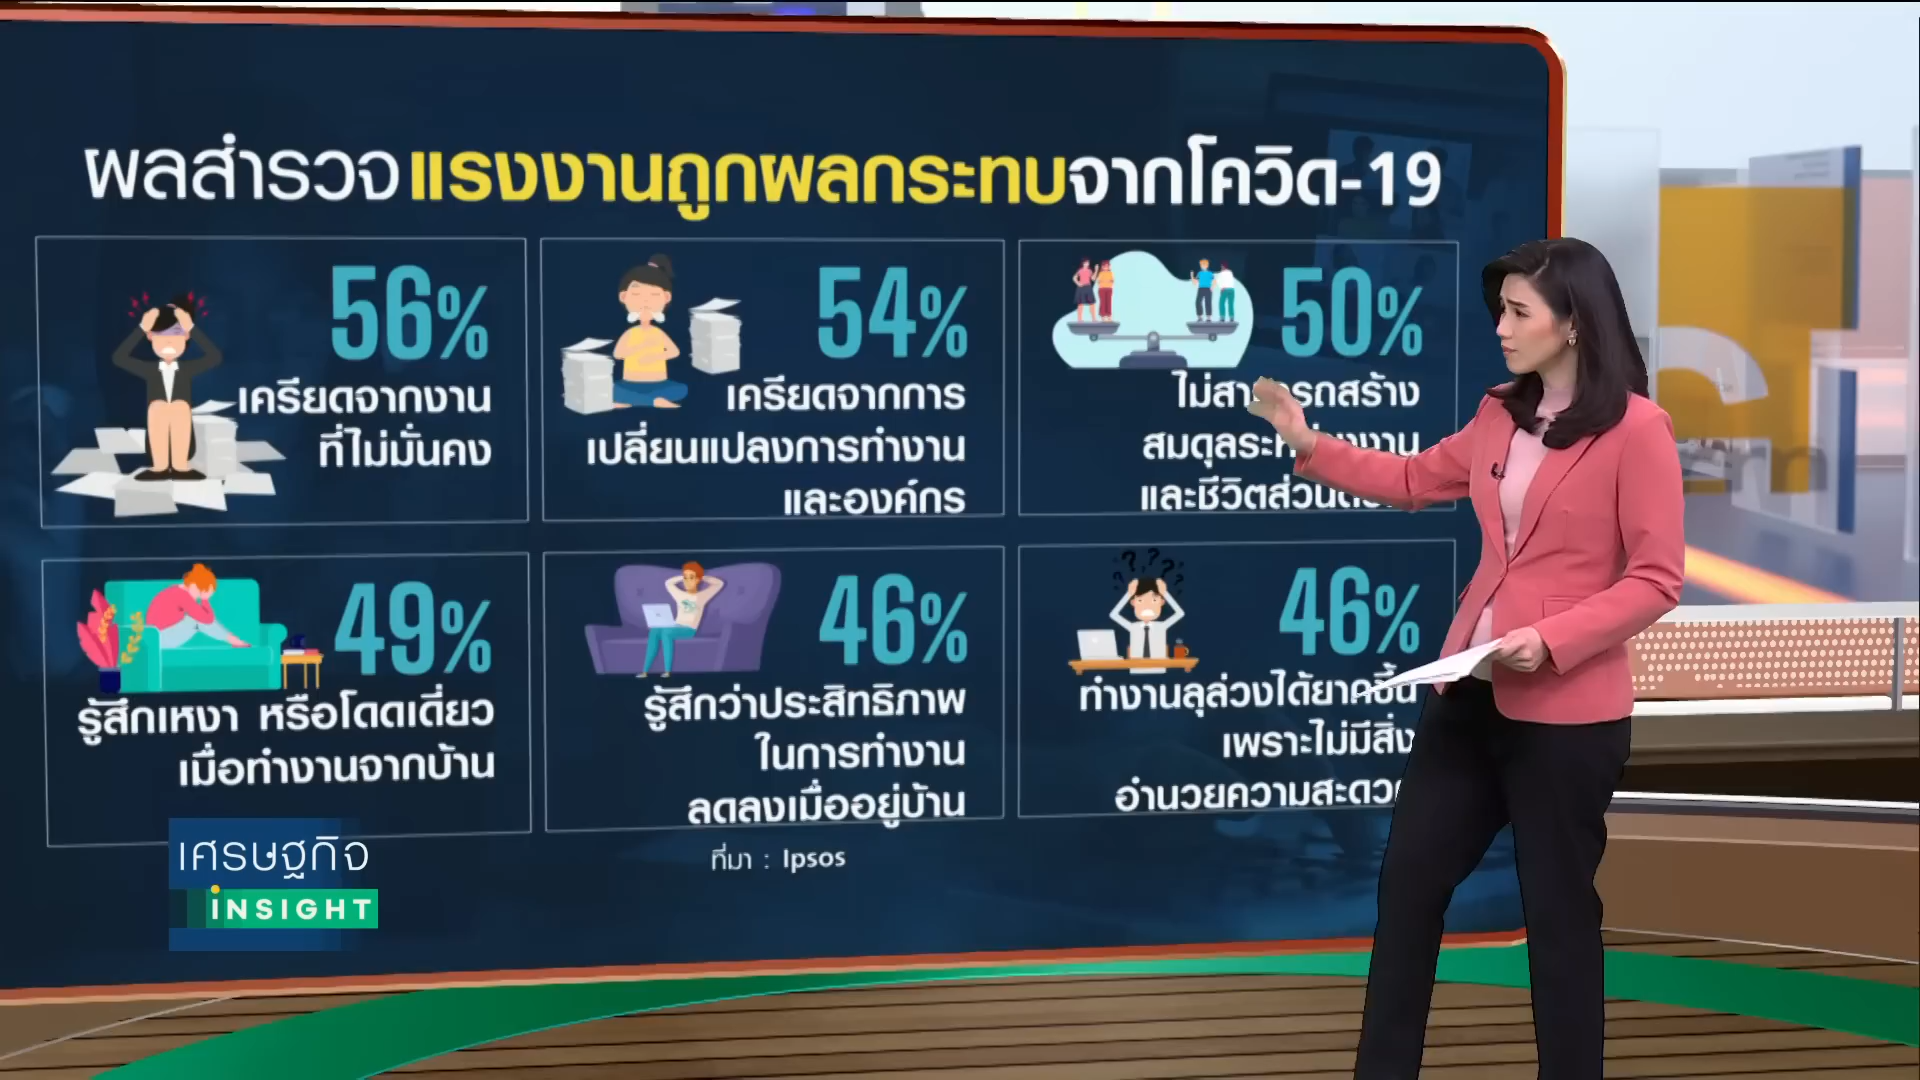 ผลสำรวจแรงงานถูกผลกระทบจากโควิด-19
56%
เครียดจากงาน
ที่ไม่มั่นคง
54%
เครียดจากการ
เปลี่ยนแปลงการทำงาน
และองค์กร
50%
ไม่สามารถสร้าง
สมดุลระหว่างงาน
และชีวิตส่วนตัว
49%
รู้สึกเหงา หรือโดดเดี่ยว
เมื่อทำงานจากบ้าน
46%
รู้สึกว่าประสิทธิภาพ
ในการทำงาน
ลดลงเมื่ออยู่บ้าน
46%
ทำงานลุล่วงได้ยากขึ้น
เพราะไม่มีสิ่ง
อำนวยความสะดวก
ที่มา : Ipsos
เศรษฐกิจ
INSIGHT